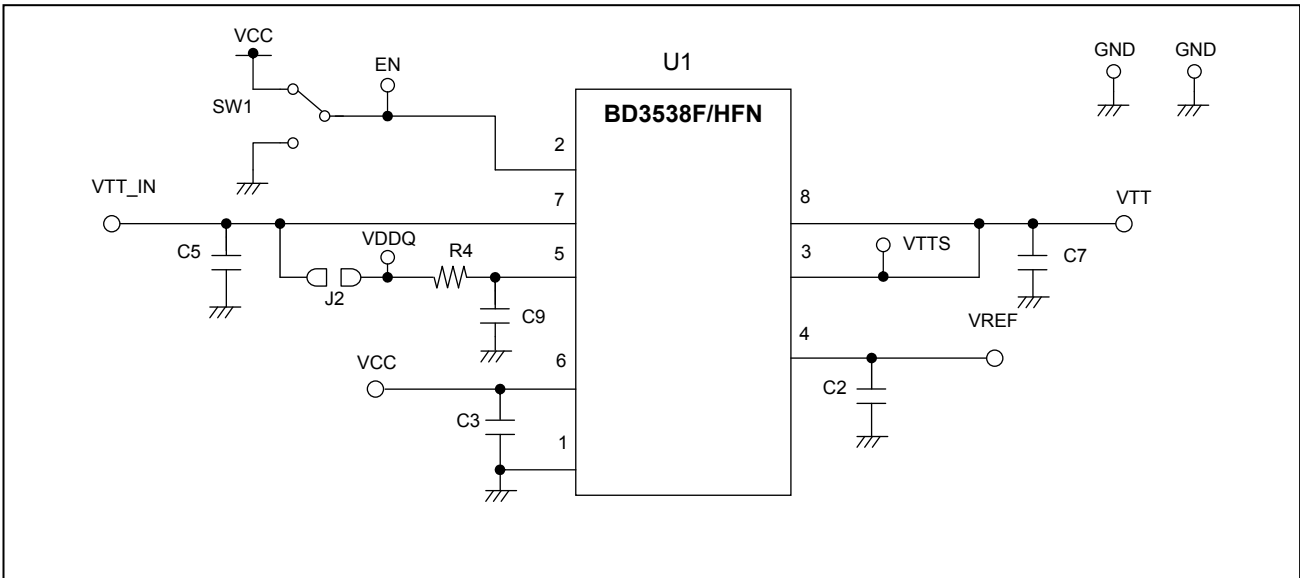 VCC
GND GND
EN
U1
SW1
BD3538F/HFN
2
VTT_IN
7
8
VTT
VDDQ
R4
VTTS
C5
5
3
C7
J2
C9
VREF
4
VCC
6
C2
C3
1